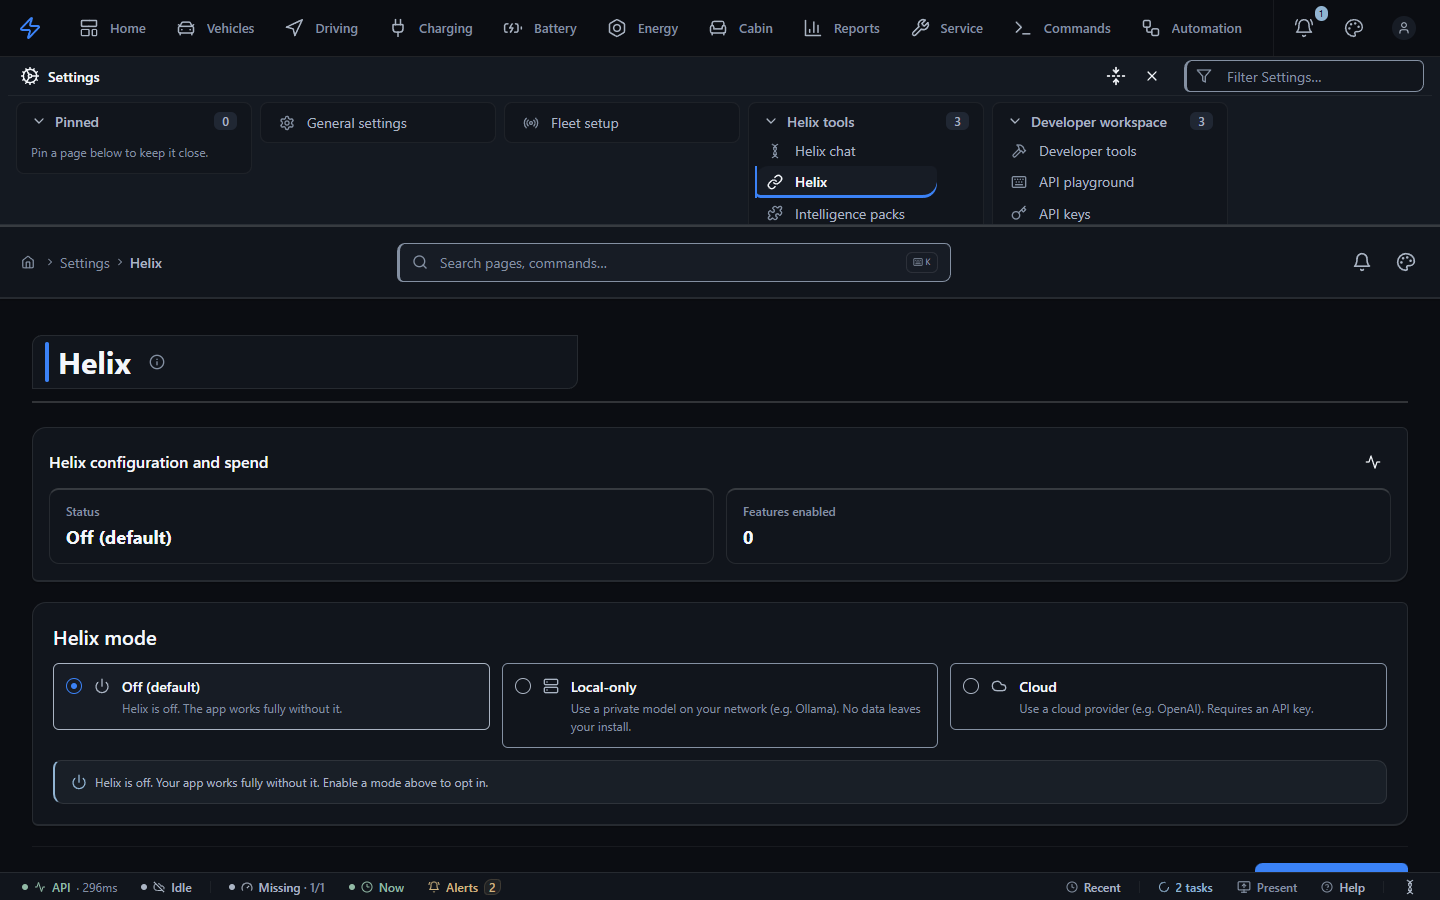 Home
Vehicles
Driving
Charging
Battery
Energy
Cabin
Reports
Service
Commands
Automation
1
Settings
Filter Settings...
Pinned
0
Pin a page below to keep it close.
General settings
Fleet setup
Helix tools
3
Helix chat
Helix
Intelligence packs
Developer workspace
3
Developer tools
API playground
API keys
Settings
Helix
Search pages, commands...
K
Helix
Helix configuration and spend
Status
Off (default)
Features enabled
0
Helix mode
Off (default)
Helix is off. The app works fully without it.
Local-only
Use a private model on your network (e.g. Ollama). No data leaves
your install.
Cloud
Use a cloud provider (e.g. OpenAI). Requires an API key.
Helix is off. Your app works fully without it. Enable a mode above to opt in.
API · 296ms
Idle
Missing · 1/1
Now
Alerts 2
Recent
2 tasks
Present
Help